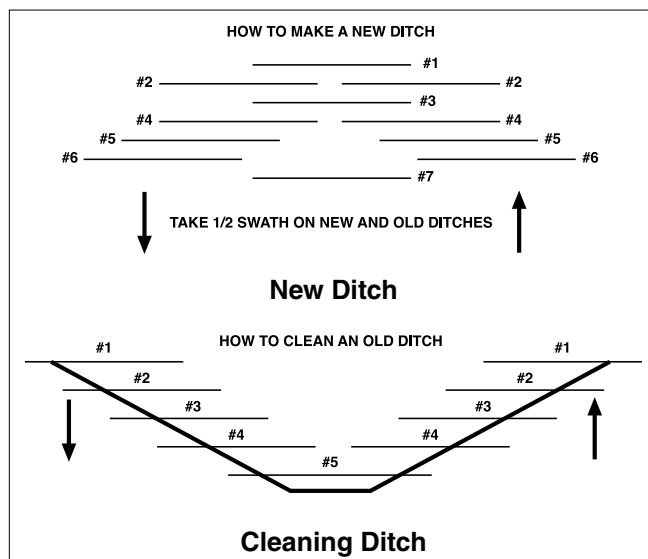 HOW TO MAKE A NEW DITCH
#1
#2 #2
#3
#4 #4
#5 #5
#6 #6
#7
TAKE 1/2 SWATH ON NEW AND OLD DITCHES
New Ditch
HOW TO CLEAN AN OLD DITCH
#1 #1
#2 #2
#3 #3
#4 #4
#5
Cleaning Ditch